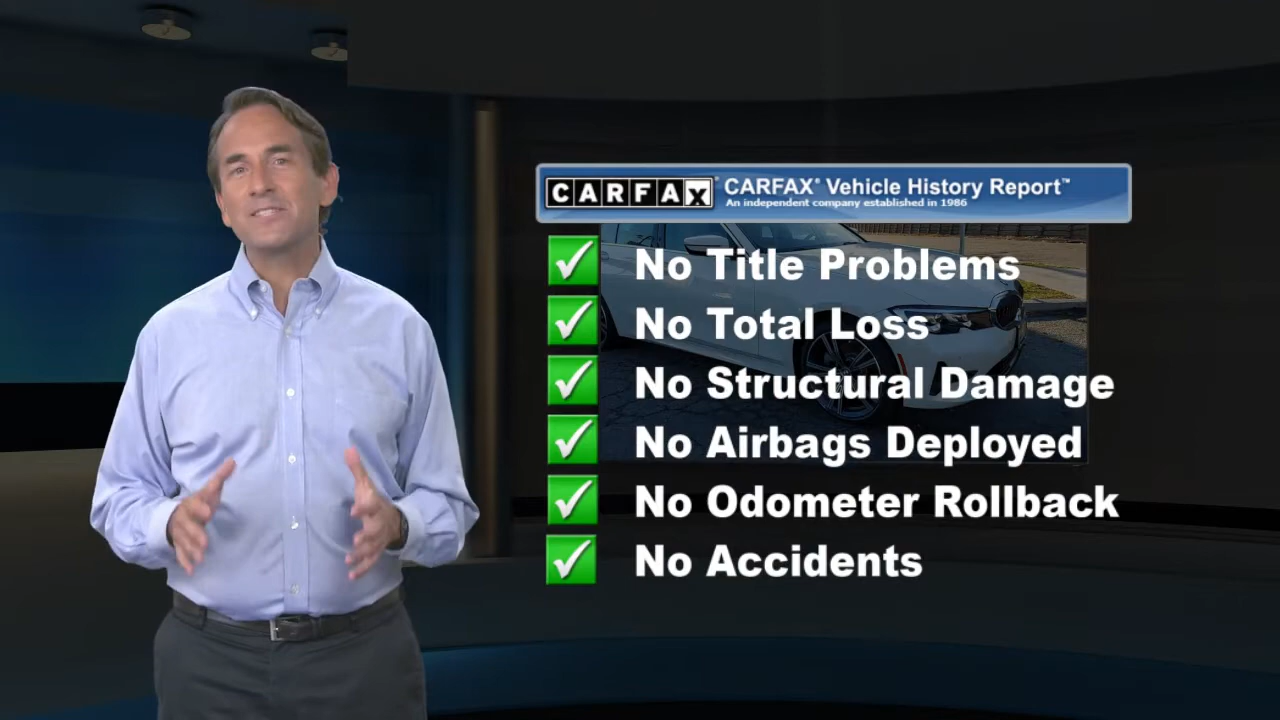 CARFAX® CARFAX® Vehicle History Report™
An independent company established in 1986
No Title Problems
No Total Loss
No Structural Damage
No Airbags Deployed
No Odometer Rollback
No Accidents